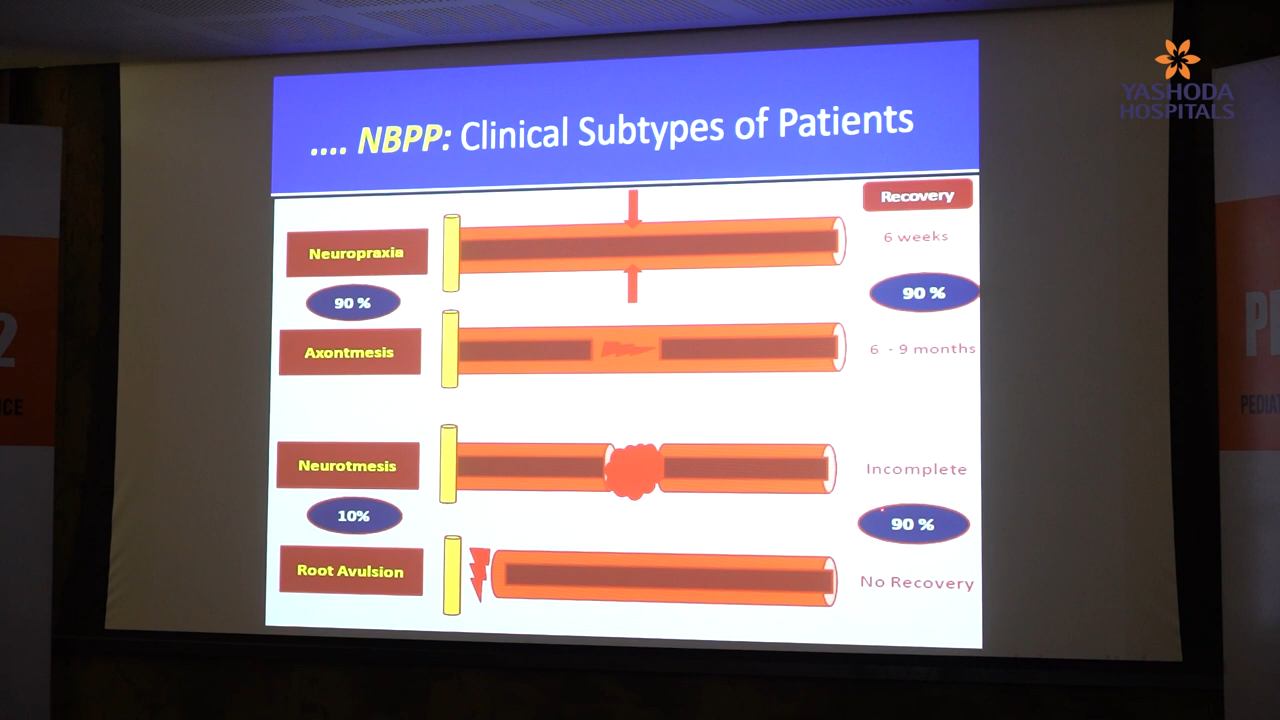 YASHODA
HOSPITALS
.... NBPP: Clinical Subtypes of Patients
Recovery
Neuropraxia
6 weeks
90 %
90 %
Axontmesis
6 - 9 months
Neurotmesis
Incomplete
10%
90 %
Root Avulsion
No Recovery
2